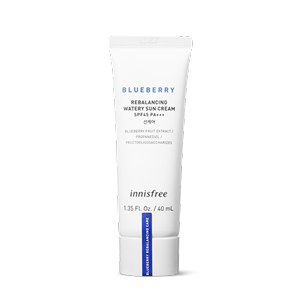 BLUEBERRY
REBALANCING
WATERY SUN CREAM
SPF45 PA+++
선케어
BLUEBERRY FRUIT EXTRACT |
PROPANEDIOL |
FRUCTOOLIGOSACCHARIDES
innisfree
1.35 FL.Oz. / 40 mL
BLUEBERRY REBALANCING CARE